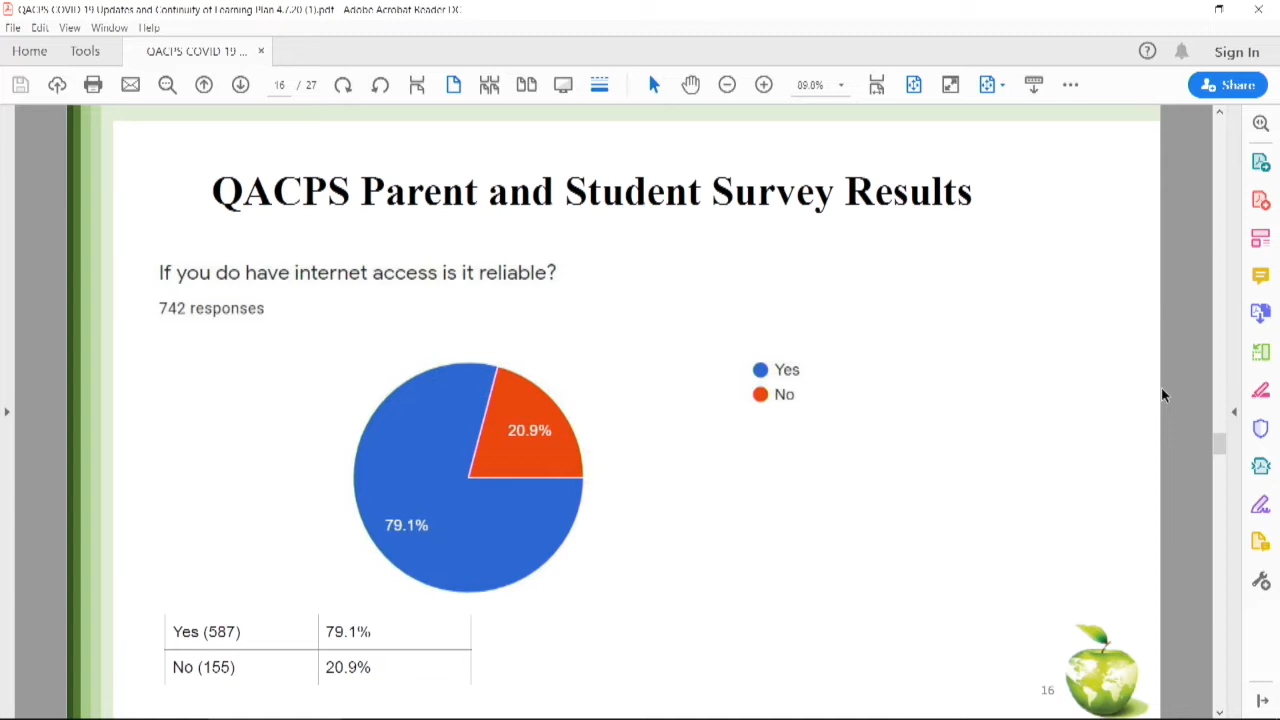 QACPS COVID 19 Updates and Continuity of Learning Plan 4.7.20 (1).pdf - Adobe Acrobat Reader DC
File Edit View Window Help
Home Tools QACPS COVID 19 ... × Sign In
16 / 27 89.8% Share
QACPS Parent and Student Survey Results
If you do have internet access is it reliable?
742 responses
Yes
No
20.9%
79.1%
Yes (587) 79.1%
No (155) 20.9%
16